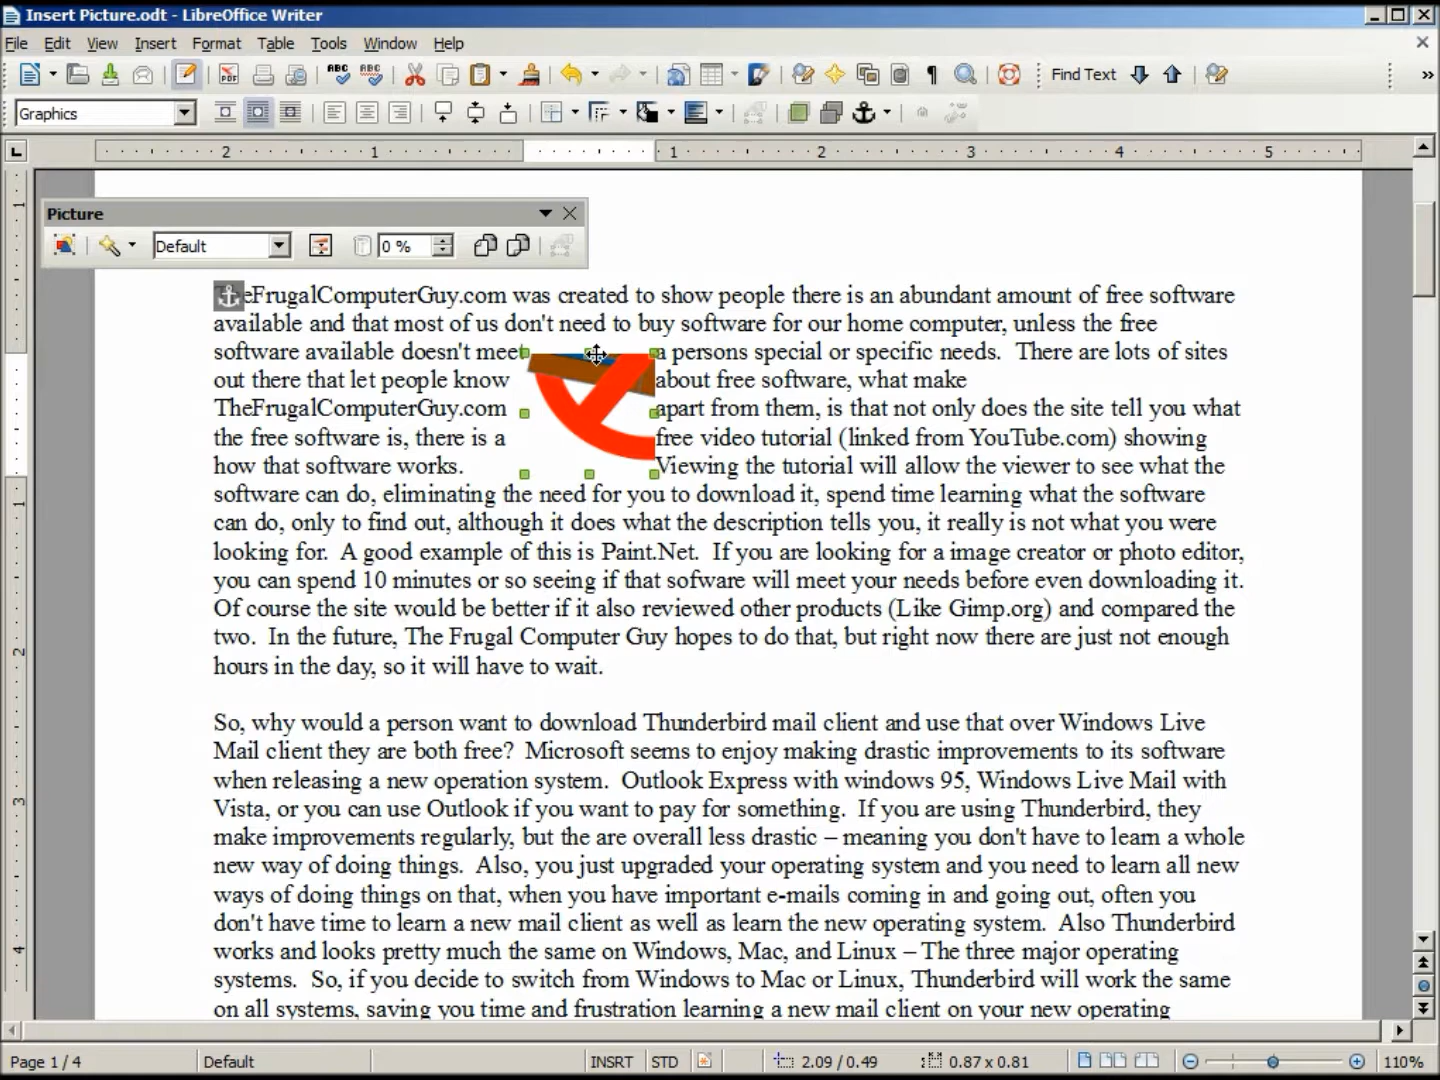 Insert Picture.odt - LibreOffice Writer
File Edit View Insert Format Table Tools Window Help
PDF ABC ABC Find Text
Graphics
2 1 1 2 3 4 5
Picture
Default 0 %
eFrugalComputerGuy.com was created to show people there is an abundant amount of free software
available and that most of us don't need to buy software for our home computer, unless the free
software available doesn't meet a persons special or specific needs.  There are lots of sites
out there that let people know about free software, what make
TheFrugalComputerGuy.com apart from them, is that not only does the site tell you what
the free software is, there is a free video tutorial (linked from YouTube.com) showing
how that software works. Viewing the tutorial will allow the viewer to see what the
software can do, eliminating the need for you to download it, spend time learning what the software
can do, only to find out, although it does what the description tells you, it really is not what you were
looking for.  A good example of this is Paint.Net.  If you are looking for a image creator or photo editor,
you can spend 10 minutes or so seeing if that sofware will meet your needs before even downloading it.
Of course the site would be better if it also reviewed other products (Like Gimp.org) and compared the
two.  In the future, The Frugal Computer Guy hopes to do that, but right now there are just not enough
hours in the day, so it will have to wait.
So, why would a person want to download Thunderbird mail client and use that over Windows Live
Mail client they are both free?  Microsoft seems to enjoy making drastic improvements to its software
when releasing a new operation system.  Outlook Express with windows 95, Windows Live Mail with
Vista, or you can use Outlook if you want to pay for something.  If you are using Thunderbird, they
make improvements regularly, but the are overall less drastic – meaning you don't have to learn a whole
new way of doing things.  Also, you just upgraded your operating system and you need to learn all new
ways of doing things on that, when you have important e-mails coming in and going out, often you
don't have time to learn a new mail client as well as learn the new operating system.  Also Thunderbird
works and looks pretty much the same on Windows, Mac, and Linux – The three major operating
systems.  So, if you decide to switch from Windows to Mac or Linux, Thunderbird will work the same
on all systems, saving you time and frustration learning a new mail client on your new operating
1 1 2 3 4
Page 1 / 4 Default INSRT STD 2.09 / 0.49 0.87 x 0.81 110%